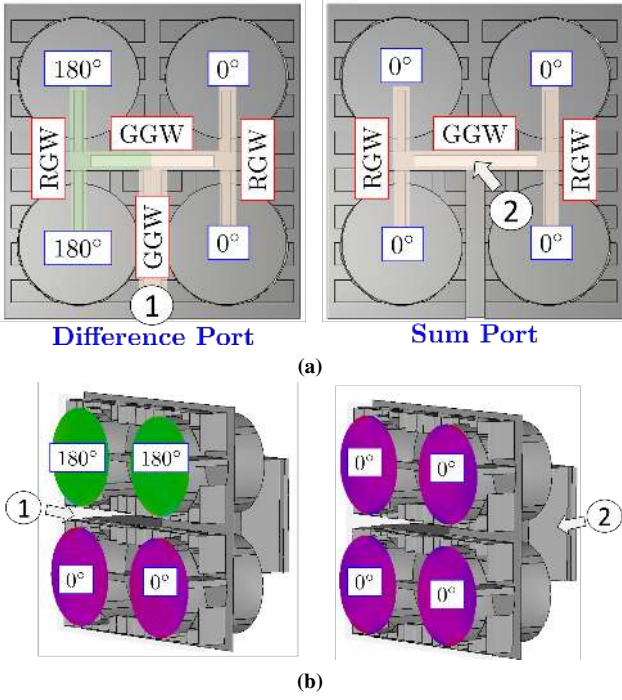 180° 0° 0° 0°
GGW GGW
RGW RGW RGW RGW
GGW 2
180° 0° 0° 0°
1
Difference Port Sum Port
(a)
180° 180° 0° 0°
1 2
0° 0° 0° 0°
(b)